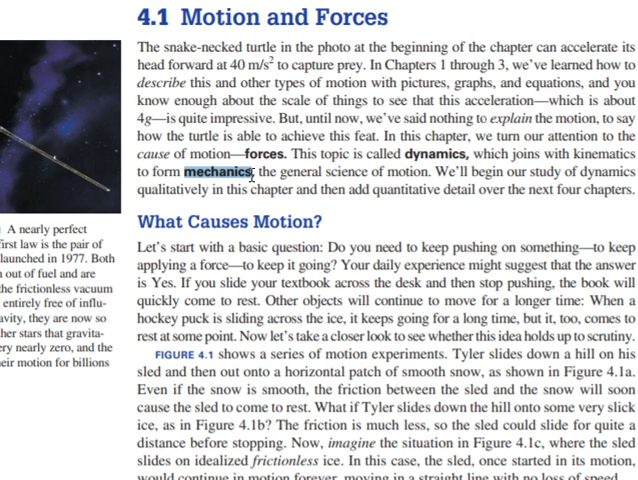 4.1 Motion and Forces
The snake-necked turtle in the photo at the beginning of the chapter can accelerate its
head forward at 40 m/s² to capture prey. In Chapters 1 through 3, we've learned how to
describe this and other types of motion with pictures, graphs, and equations, and you
know enough about the scale of things to see that this acceleration—which is about
4g—is quite impressive. But, until now, we've said nothing to explain the motion, to say
how the turtle is able to achieve this feat. In this chapter, we turn our attention to the
cause of motion—forces. This topic is called dynamics, which joins with kinematics
to form mechanics, the general science of motion. We'll begin our study of dynamics
qualitatively in this chapter and then add quantitative detail over the next four chapters.
What Causes Motion?
Let's start with a basic question: Do you need to keep pushing on something—to keep
applying a force—to keep it going? Your daily experience might suggest that the answer
is Yes. If you slide your textbook across the desk and then stop pushing, the book will
quickly come to rest. Other objects will continue to move for a longer time: When a
hockey puck is sliding across the ice, it keeps going for a long time, but it, too, comes to
rest at some point. Now let's take a closer look to see whether this idea holds up to scrutiny.
FIGURE 4.1 shows a series of motion experiments. Tyler slides down a hill on his
sled and then out onto a horizontal patch of smooth snow, as shown in Figure 4.1a.
Even if the snow is smooth, the friction between the sled and the snow will soon
cause the sled to come to rest. What if Tyler slides down the hill onto some very slick
ice, as in Figure 4.1b? The friction is much less, so the sled could slide for quite a
distance before stopping. Now, imagine the situation in Figure 4.1c, where the sled
slides on idealized frictionless ice. In this case, the sled, once started in its motion,
would continue in motion forever, moving in a straight line with no loss of speed.
A nearly perfect
first law is the pair of
launched in 1977. Both
out of fuel and are
the frictionless vacuum
entirely free of influ-
avity, they are now so
her stars that gravita-
ery nearly zero, and the
eir motion for billions